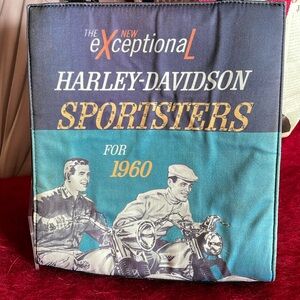 THE NEW
eXceptionaL
HARLEY-DAVIDSON
SPORTSTERS
FOR
1960